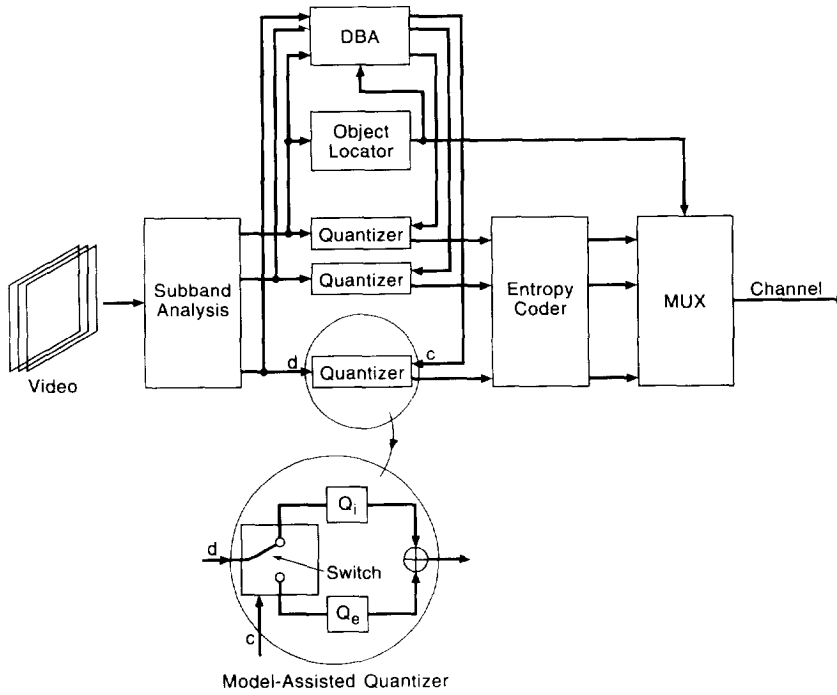 DBA
Object
Locator
Quantizer
Quantizer
Subband
Analysis
Entropy
Coder
MUX
Channel
Video
d
Quantizer
c
Qi
d
Switch
Qe
c
Model-Assisted Quantizer